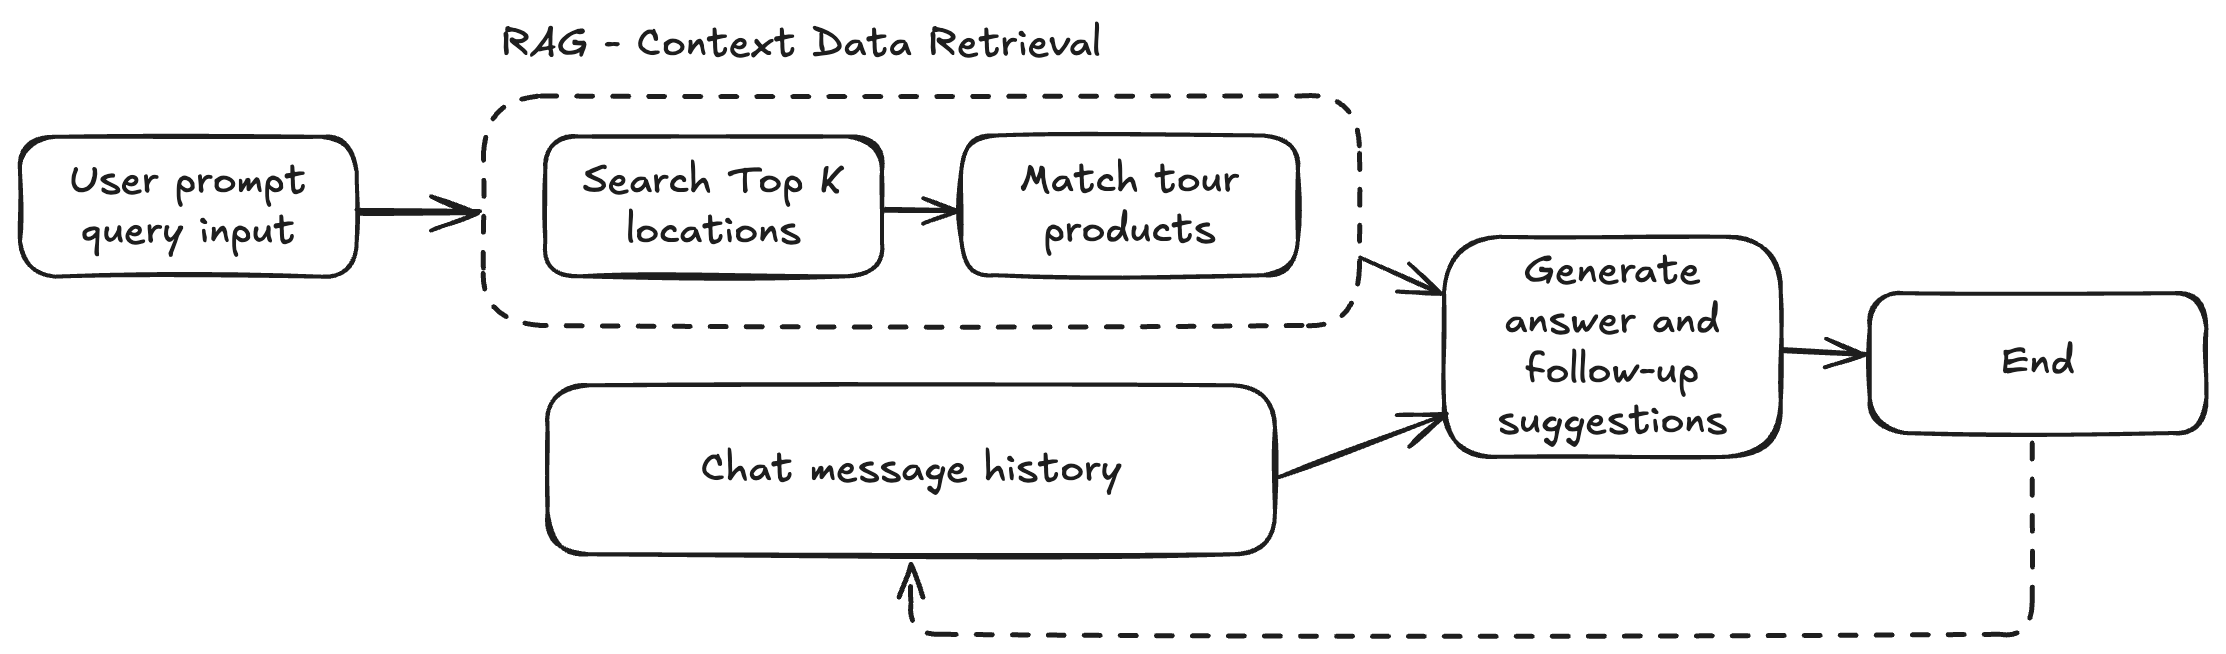 RAG - Context Data Retrieval
User prompt
query input
Search Top K
locations
Match tour
products
Generate
answer and
follow-up
suggestions
End
Chat message history